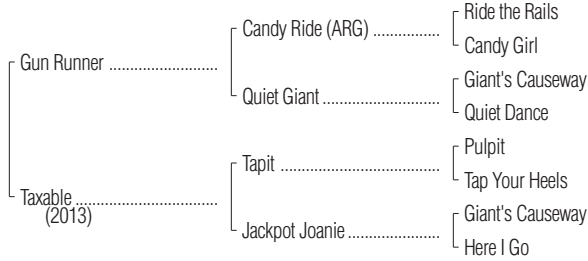 Ride the Rails
Candy Ride (ARG) ................
Candy Girl
Gun Runner ..........................
Giant's Causeway
Quiet Giant ............................
Quiet Dance
Pulpit
Tapit ......................................
Tap Your Heels
Taxable ..................................
(2013)
Giant's Causeway
Jackpot Joanie ......................
Here I Go